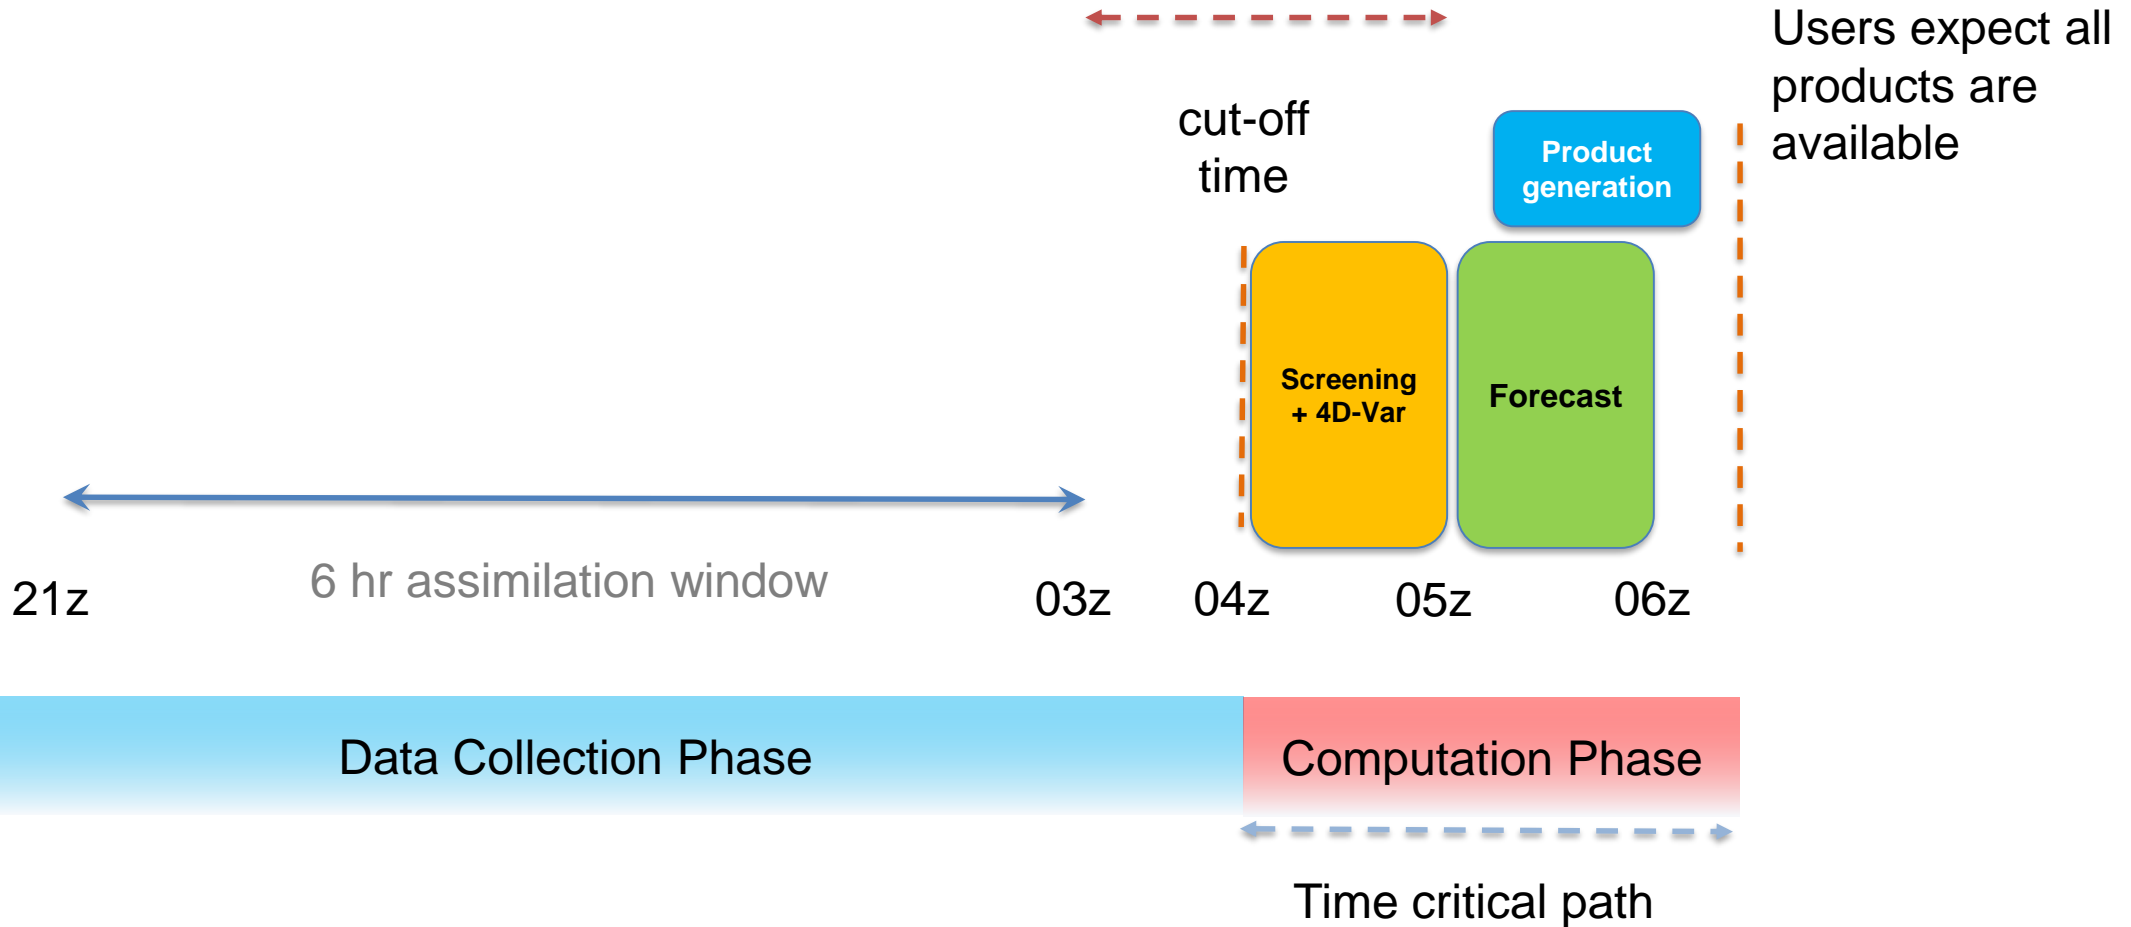 Users expect all
products are
available
cut-off
time
Product
generation
Screening
+ 4D-Var
Forecast
6 hr assimilation window
21z
03z
04z
05z
06z
Data Collection Phase
Computation Phase
Time critical path